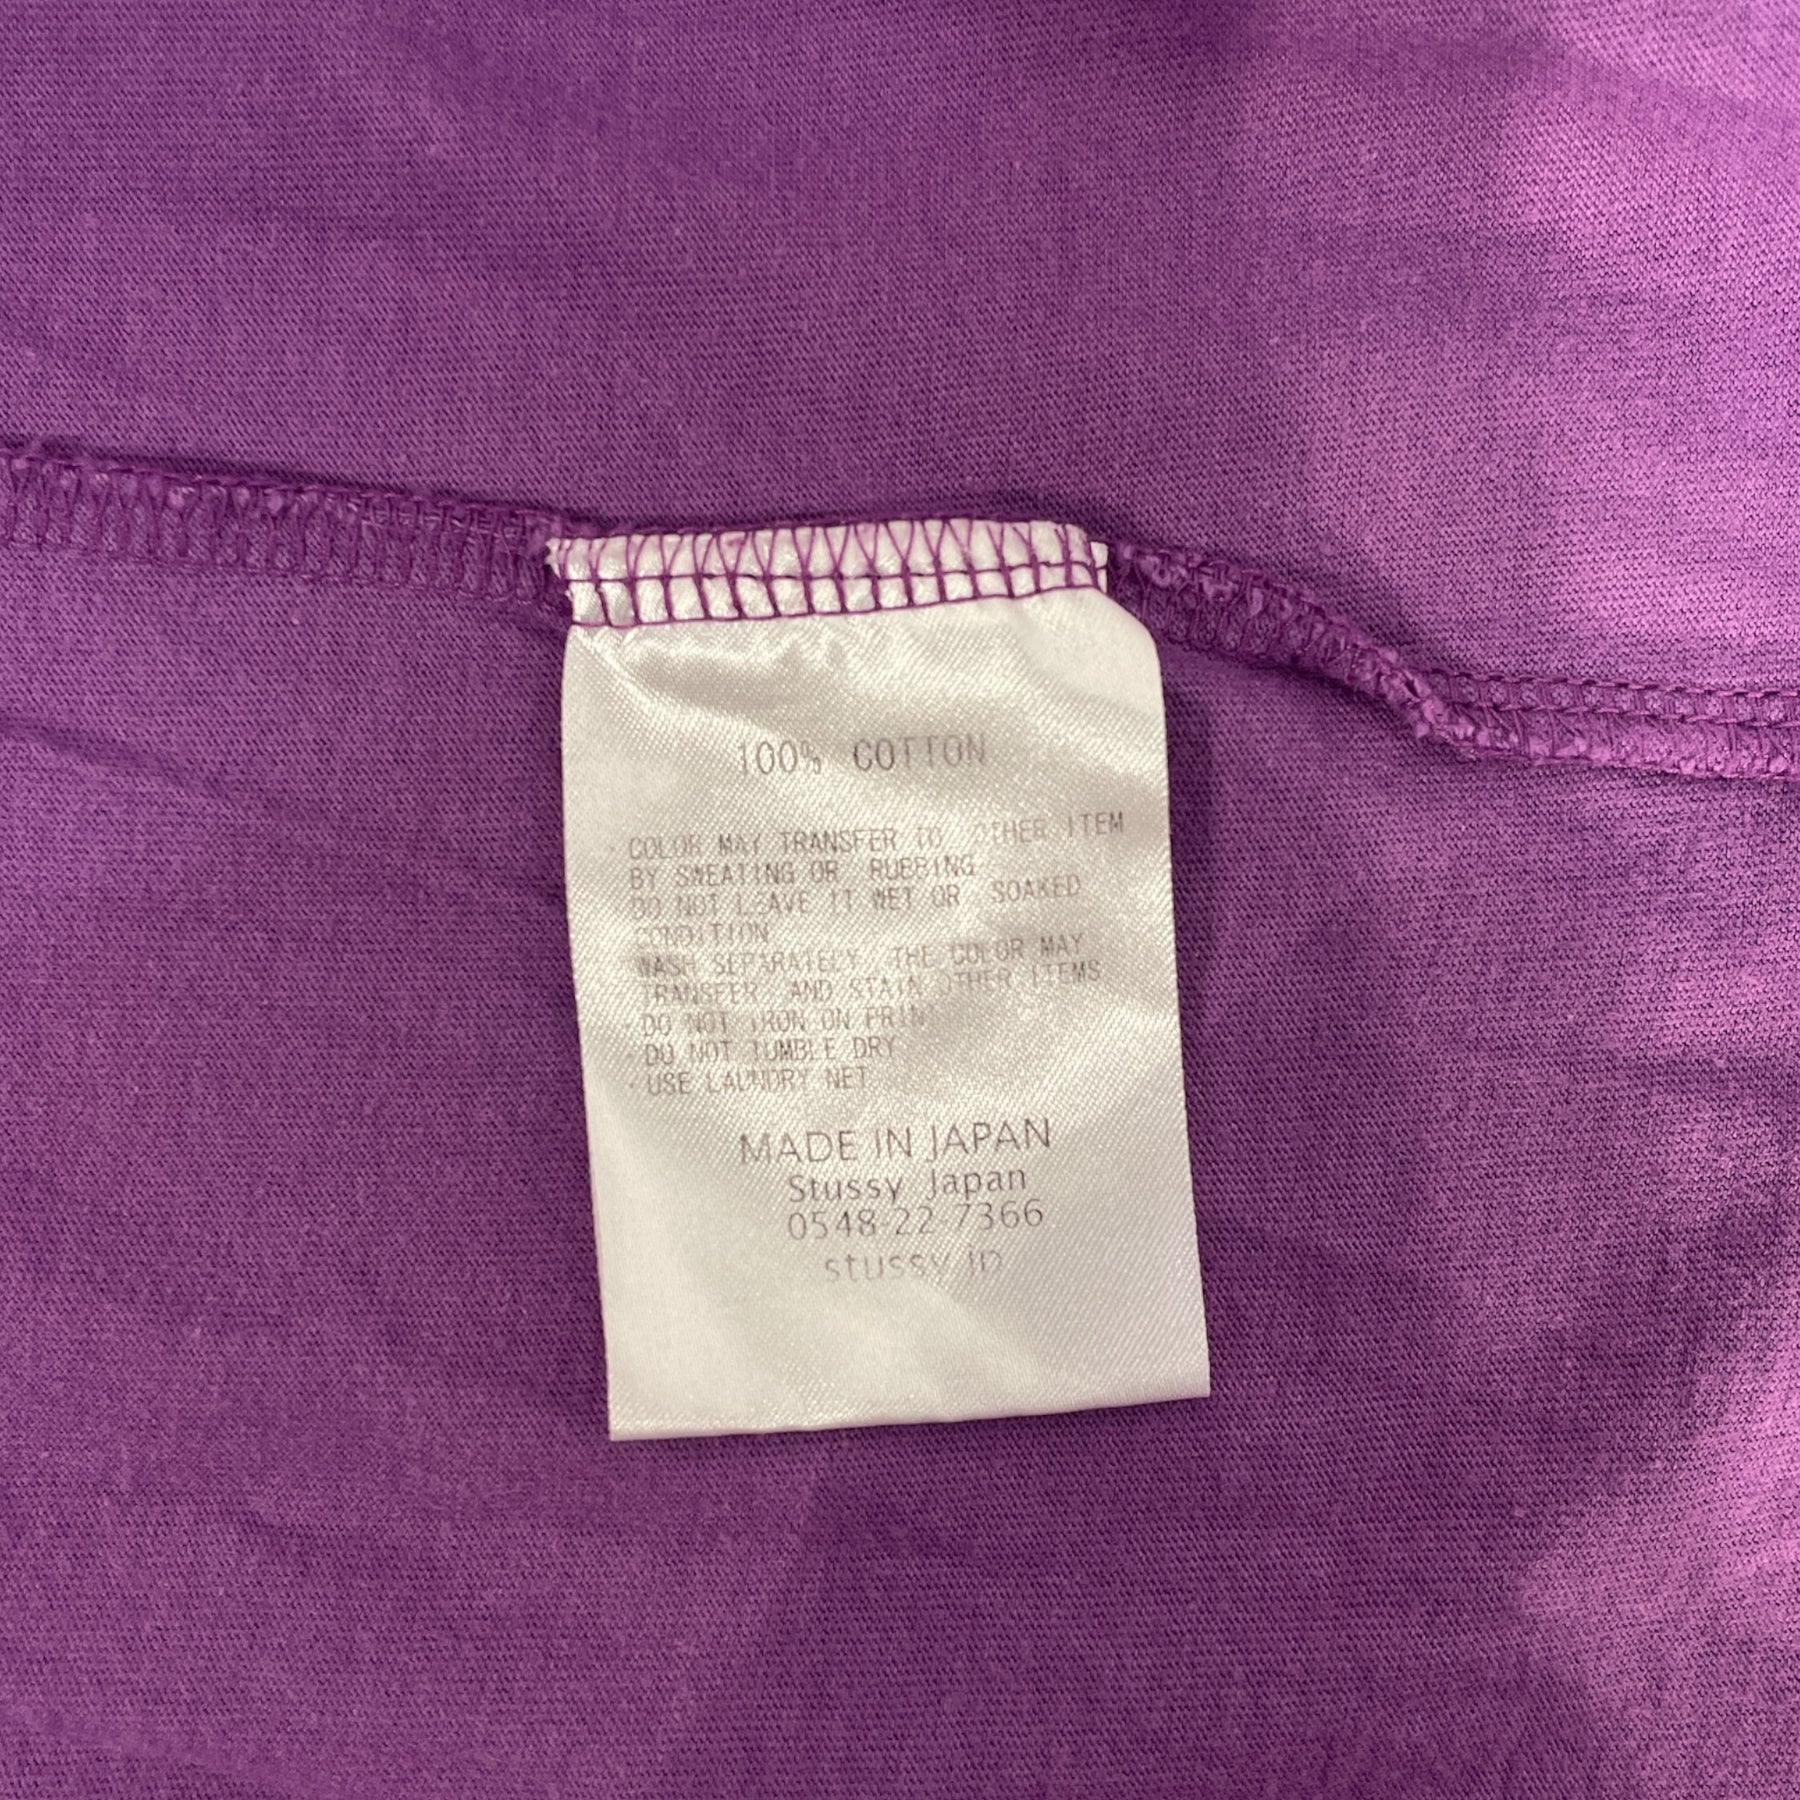 100% COTTON
· COLOR MAY TRANSFER TO OTHER ITEM
BY SWEATING OR RUBBING
DO NOT LEAVE IT WET OR SOAKED
CONDITION
WASH SEPARATELY, THE COLOR MAY
TRANSFER AND STAIN OTHER ITEMS
· DO NOT IRON ON PRINT
· DO NOT TUMBLE DRY
· USE LAUNDRY NET
MADE IN JAPAN
Stussy Japan
0548-22-7366
stussy.jp